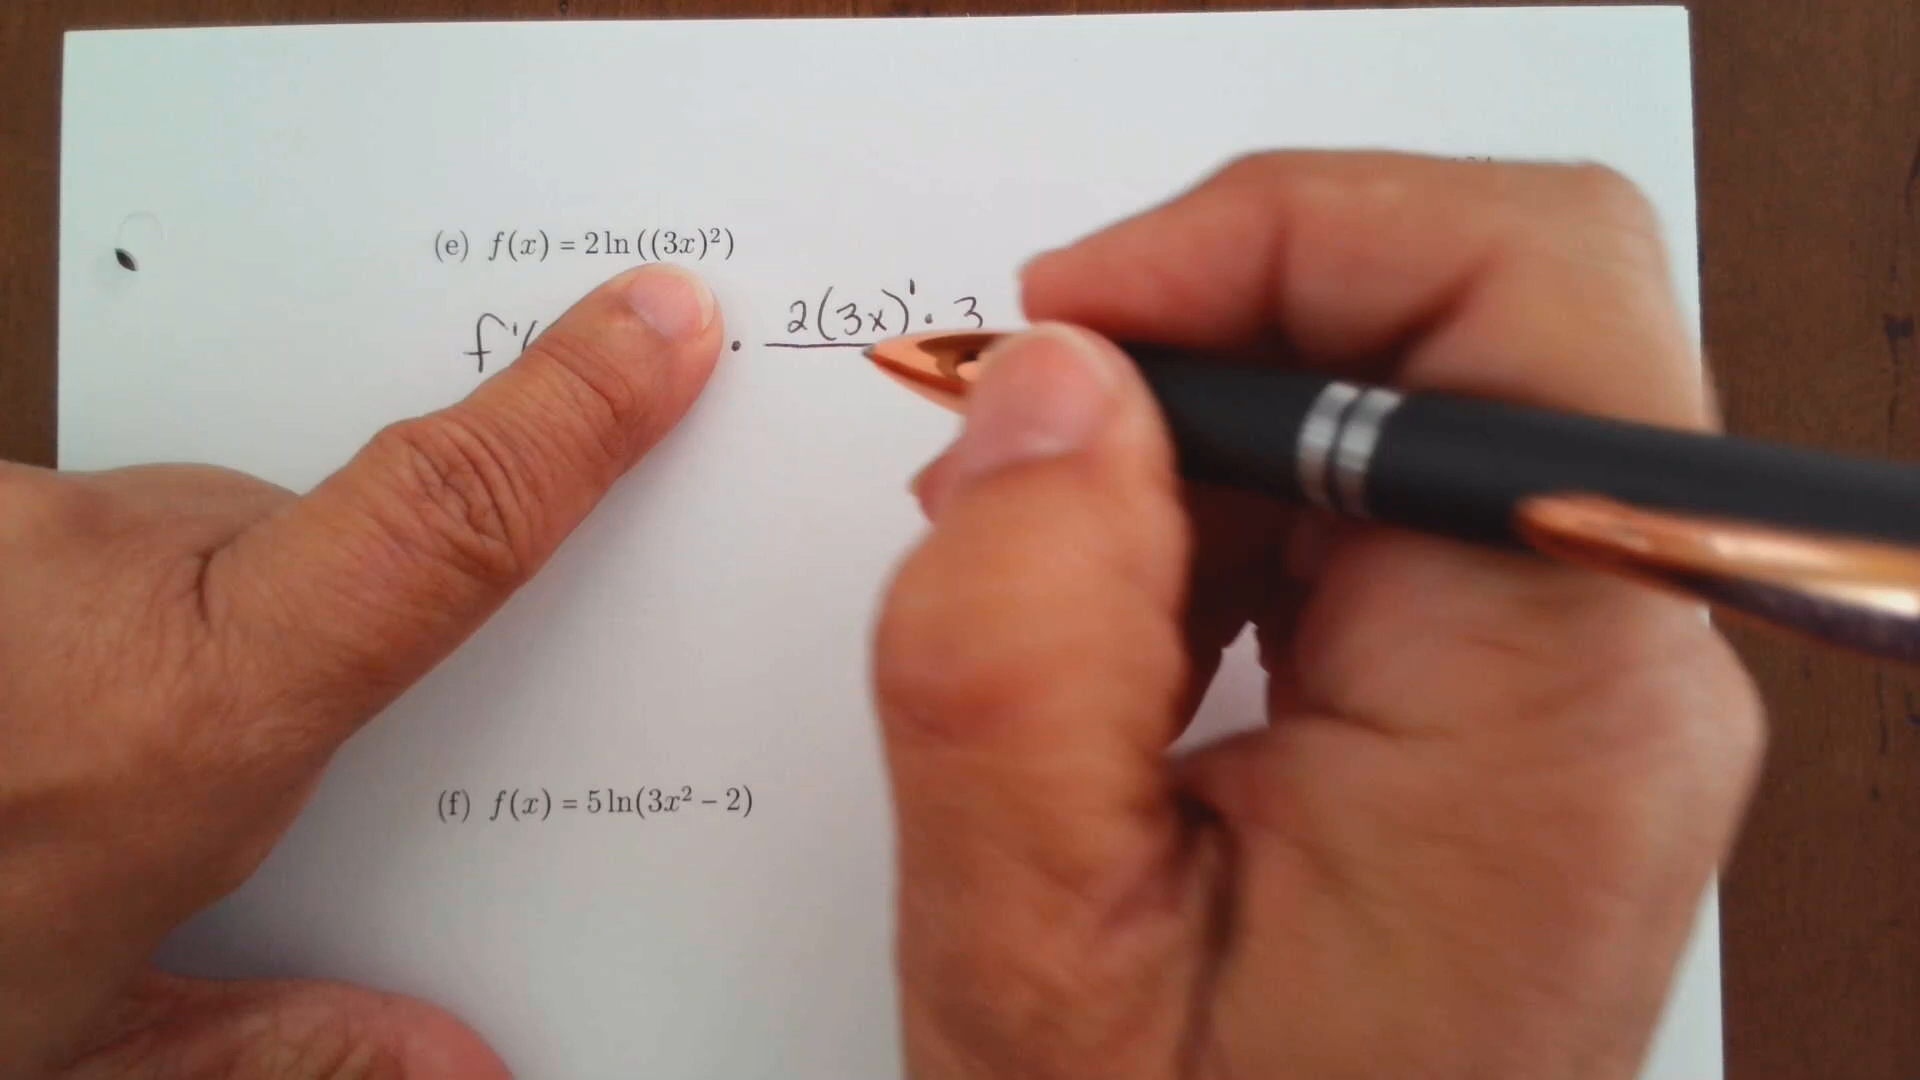 (e) f(x) = 2 ln((3x)²)
f'( · 2(3x)' · 3
(f) f(x) = 5 ln(3x² – 2)